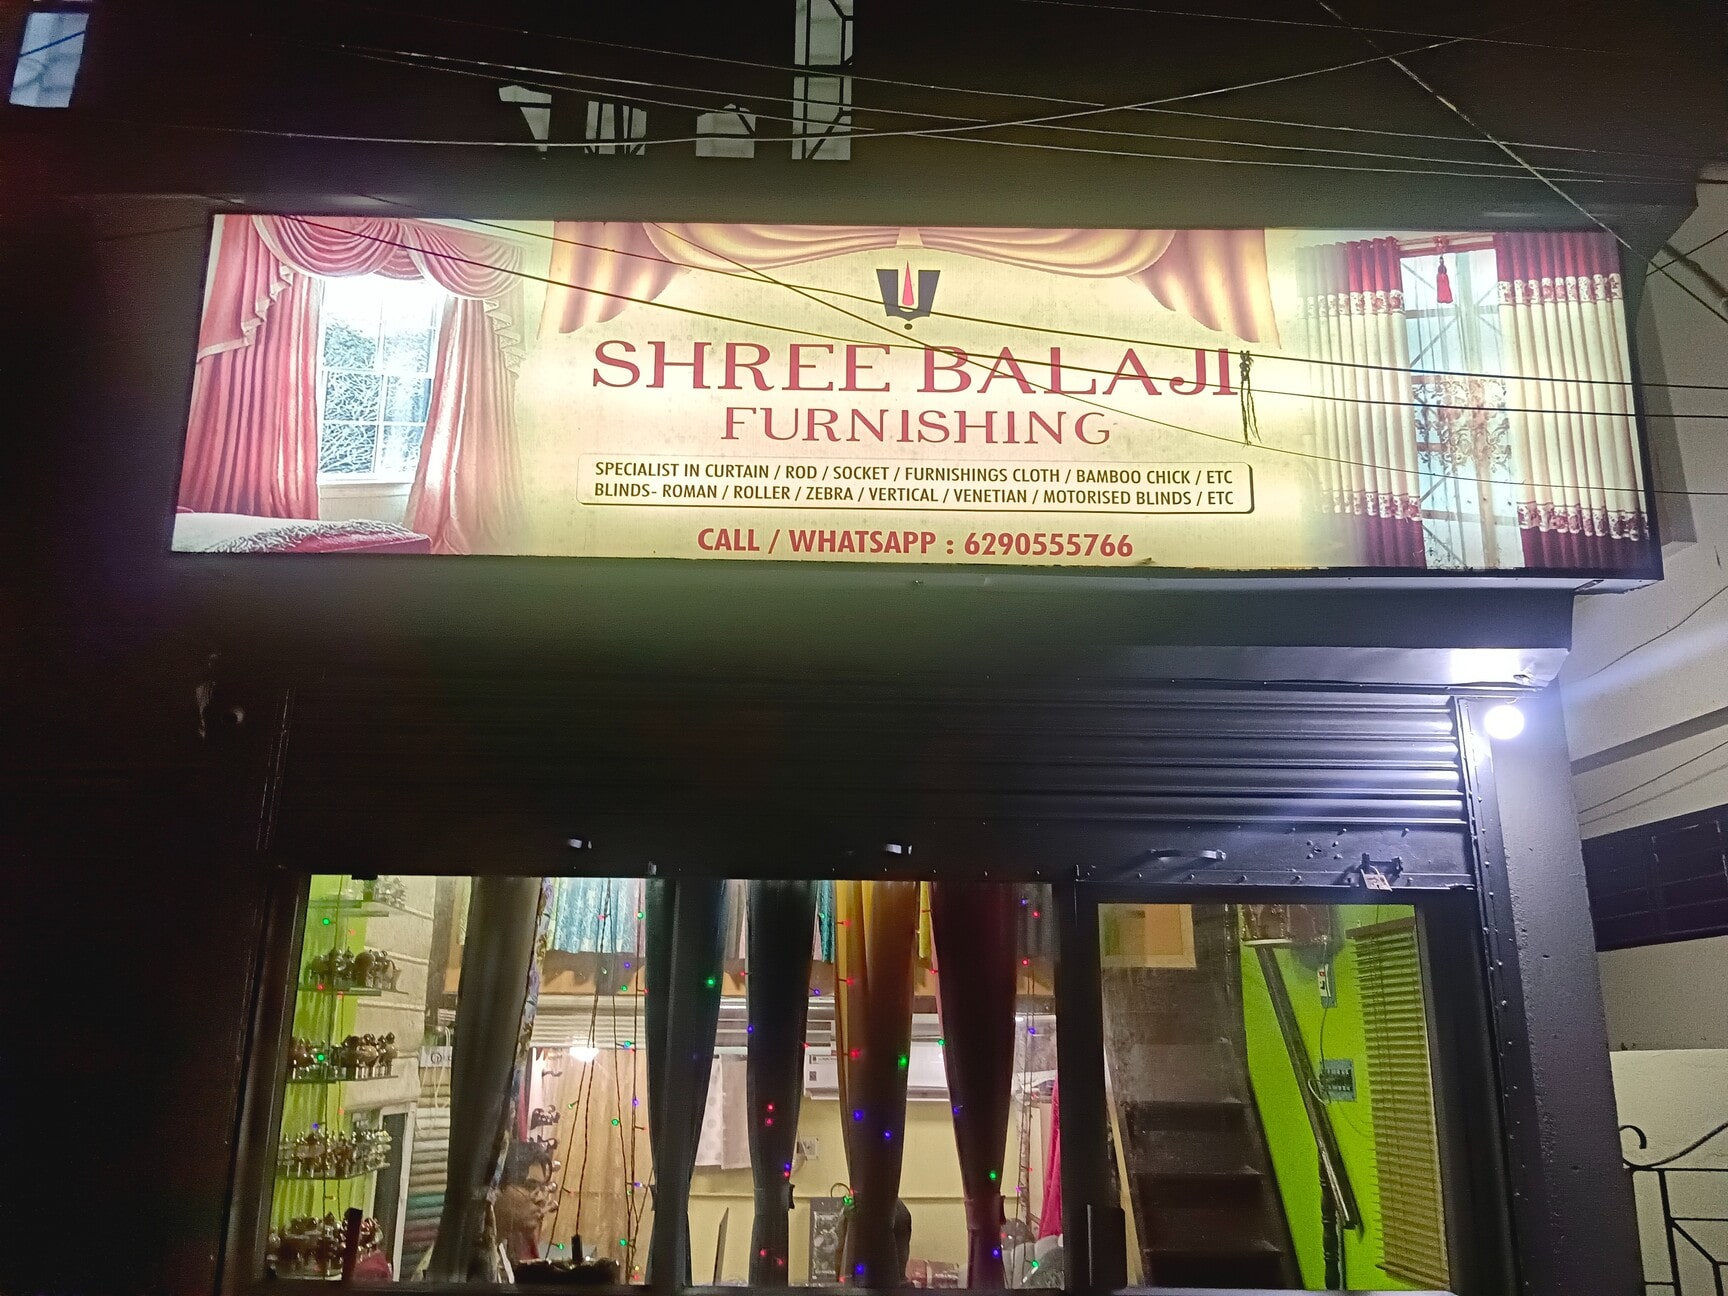 SHREE BALAJI
FURNISHING
SPECIALIST IN CURTAIN / ROD / SOCKET / FURNISHINGS CLOTH / BAMBOO CHICK / ETC
BLINDS- ROMAN / ROLLER / ZEBRA / VERTICAL / VENETIAN / MOTORISED BLINDS / ETC
CALL / WHATSAPP : 6290555766